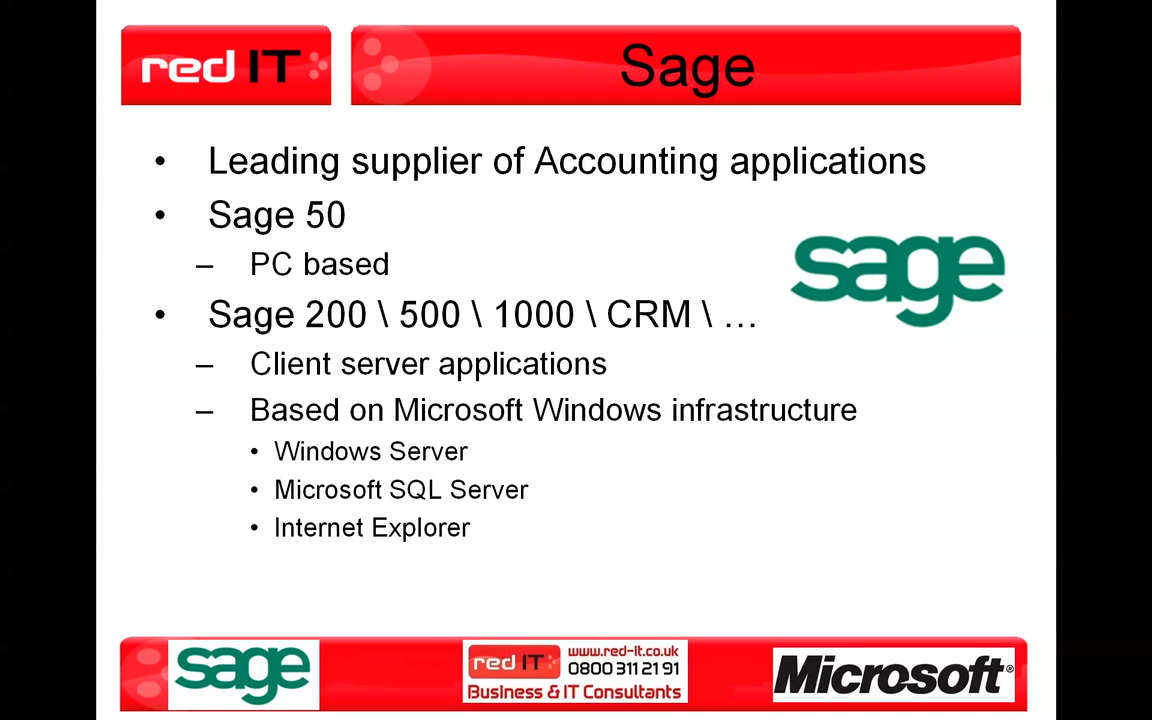 red IT
Sage
• Leading supplier of Accounting applications
• Sage 50
– PC based
sage
• Sage 200 \ 500 \ 1000 \ CRM \ …
– Client server applications
– Based on Microsoft Windows infrastructure
• Windows Server
• Microsoft SQL Server
• Internet Explorer
sage
red IT
www.red-it.co.uk
0800 311 21 91
Business & IT Consultants
Microsoft®